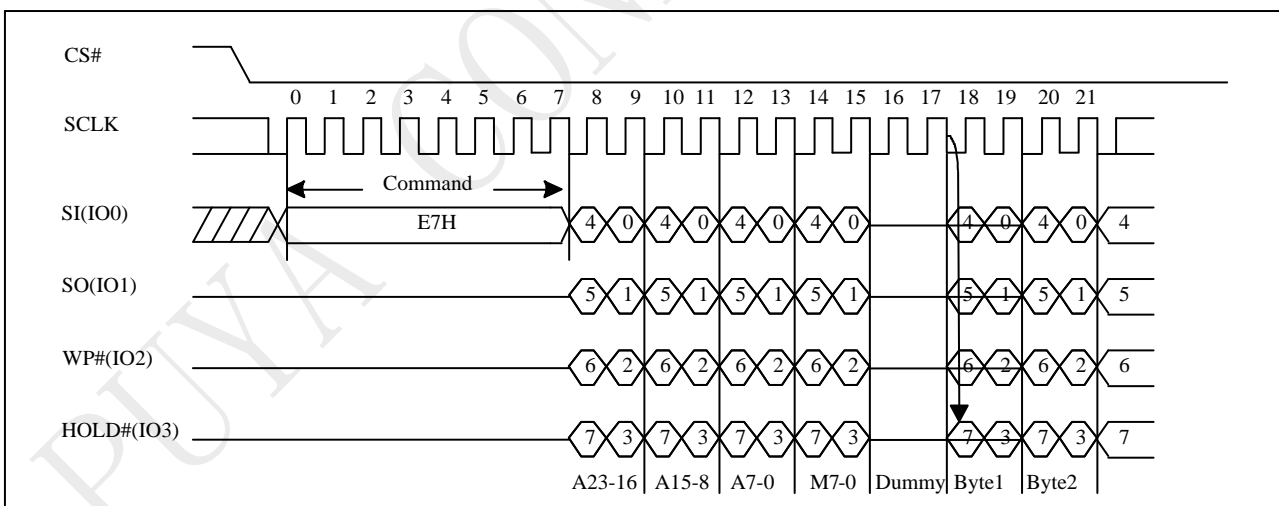 CS#
0 1 2 3 4 5 6 7 8 9 10 11 12 13 14 15 16 17 18 19 20 21
SCLK
Command
SI(IO0)
E7H
4 0 4 0 4 0 4 0 4 0 4 0 4
SO(IO1)
5 1 5 1 5 1 5 1 5 1 5 1 5
WP#(IO2)
6 2 6 2 6 2 6 2 6 2 6 2 6
HOLD#(IO3)
7 3 7 3 7 3 7 3 7 3 7 3 7
A23-16 A15-8 A7-0 M7-0 Dummy Byte1 Byte2
PUYA CON